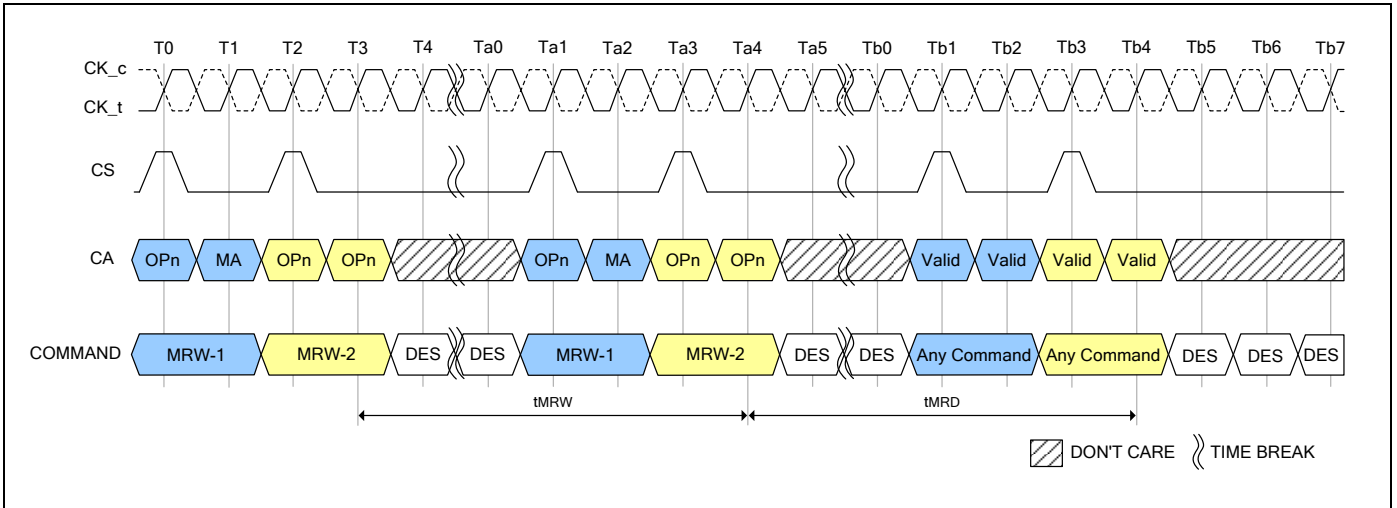 T0 T1 T2 T3 T4 Ta0 Ta1 Ta2 Ta3 Ta4 Ta5 Tb0 Tb1 Tb2 Tb3 Tb4 Tb5 Tb6 Tb7
CK_c
CK_t
CS
CA OPn MA OPn OPn OPn MA OPn OPn Valid Valid Valid Valid
COMMAND MRW-1 MRW-2 DES DES MRW-1 MRW-2 DES DES Any Command Any Command DES DES DES
tMRW tMRD
DON'T CARE TIME BREAK